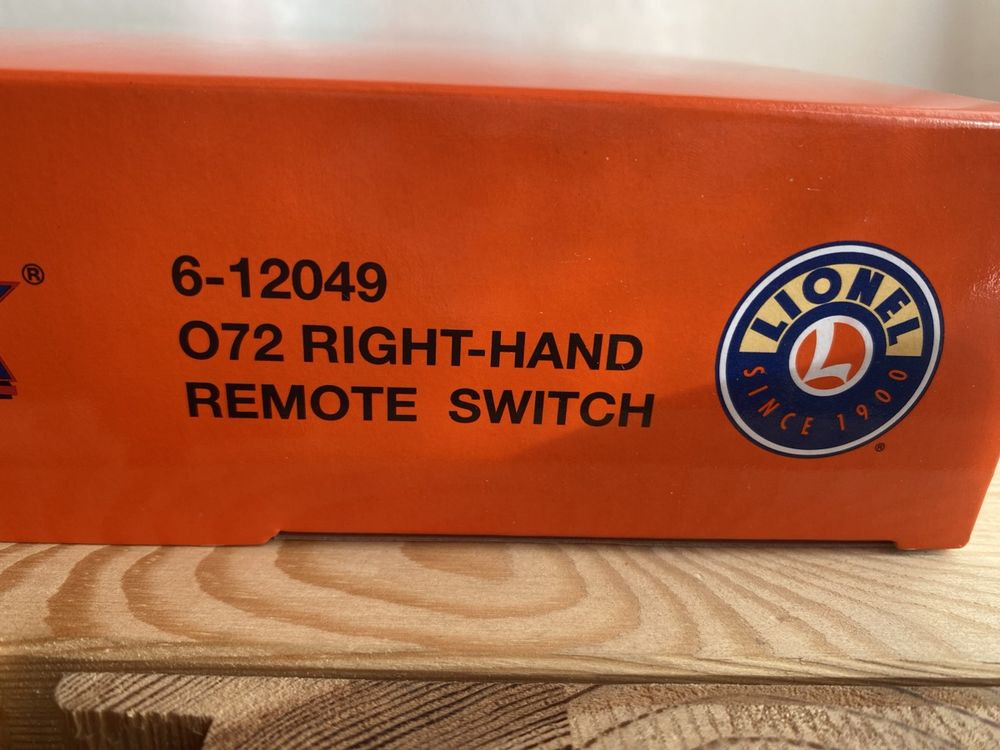 ®
6-12049
O72 RIGHT-HAND
REMOTE SWITCH
LIONEL
L
SINCE 1900
®